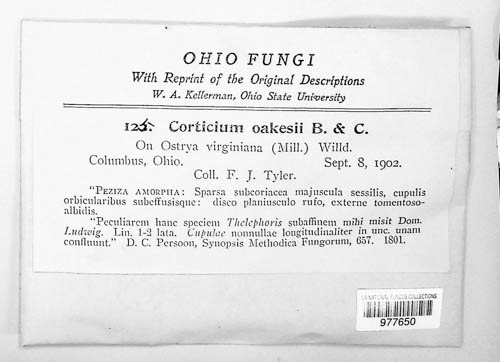 OHIO FUNGI
With Reprint of the Original Descriptions
W. A. Kellerman, Ohio State University
125. Corticium oakesii B. & C.
On Ostrya virginiana (Mill.) Willd.
Columbus, Ohio. Sept. 8, 1902.
Coll. F. J. Tyler.
"PEZIZA AMORPHA: Sparsa subcoriacea majuscula sessilis, cupulis
orbicularibus subeffusisque: disco planiusculo rufo, externe tomentoso-
albidis.
"Peculiarem hanc speciem Thelephoris subaffinem mihi misit Dom.
Ludwig. Lin. 1-2 lata. Cupulae nonnullae longitudinaliter in unc. unam
confluunt." D. C. Persoon, Synopsis Methodica Fungorum, 657. 1801.
US NATIONAL FUNGUS COLLECTIONS
977650